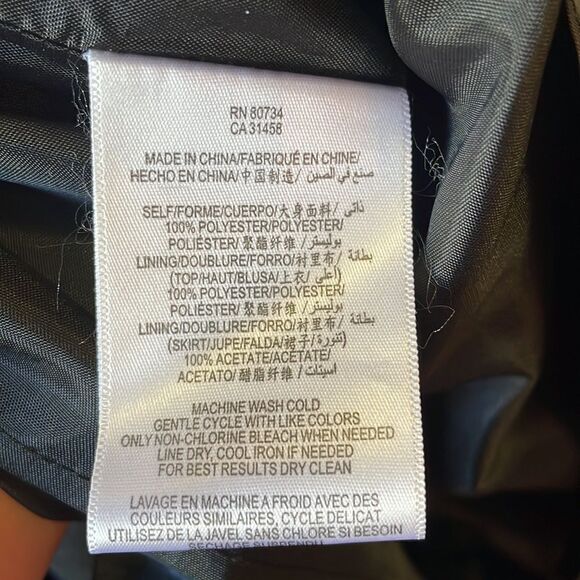 RN 80734
CA 31458
MADE IN CHINA/FABRIQUÉ EN CHINE/
HECHO EN CHINA/中国制造/ صنع في الصين
SELF/FORME/CUERPO/大身面料/ ذاتي
100% POLYESTER/POLYESTER/
POLIÉSTER/聚酯纤维/ بوليستر/
LINING/DOUBLURE/FORRO/衬里布/ بطانة/
(TOP/HAUT/BLUSA/上衣/ أعلى)
100% POLYESTER/POLYESTER/
POLIÉSTER/聚酯纤维/ بوليستر/
LINING/DOUBLURE/FORRO/衬里布/ بطانة/
(SKIRT/JUPE/FALDA/裙子/ تنورة)
100% ACETATE/ACÉTATE/
ACETATO/醋酯纤维/ اسيتات/
MACHINE WASH COLD
GENTLE CYCLE WITH LIKE COLORS
ONLY NON-CHLORINE BLEACH WHEN NEEDED
LINE DRY, COOL IRON IF NEEDED
FOR BEST RESULTS DRY CLEAN
LAVAGE EN MACHINE A FROID AVEC DES
COULEURS SIMILAIRES, CYCLE DELICAT
UTILISEZ DE LA JAVEL SANS CHLORE SI BESOIN